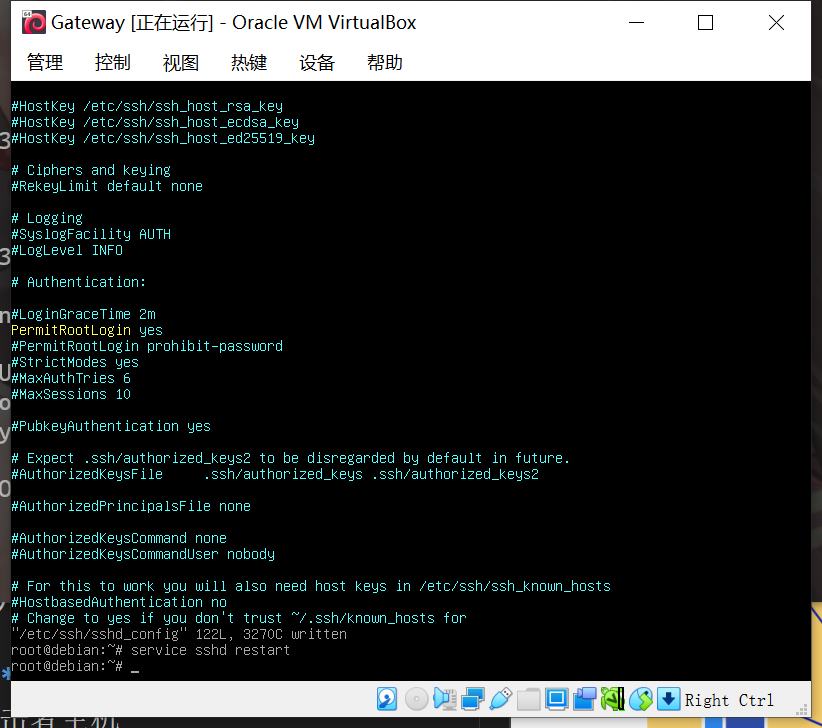 Gateway [正在运行] - Oracle VM VirtualBox
管理 控制 视图 热键 设备 帮助
#HostKey /etc/ssh/ssh_host_rsa_key
#HostKey /etc/ssh/ssh_host_ecdsa_key
#HostKey /etc/ssh/ssh_host_ed25519_key
# Ciphers and keying
#RekeyLimit default none
# Logging
#SyslogFacility AUTH
#LogLevel INFO
# Authentication:
#LoginGraceTime 2m
PermitRootLogin yes
#PermitRootLogin prohibit-password
#StrictModes yes
#MaxAuthTries 6
#MaxSessions 10
#PubkeyAuthentication yes
# Expect .ssh/authorized_keys2 to be disregarded by default in future.
#AuthorizedKeysFile     .ssh/authorized_keys .ssh/authorized_keys2
#AuthorizedPrincipalsFile none
#AuthorizedKeysCommand none
#AuthorizedKeysCommandUser nobody
# For this to work you will also need host keys in /etc/ssh/ssh_known_hosts
#HostbasedAuthentication no
# Change to yes if you don't trust ~/.ssh/known_hosts for
"/etc/ssh/sshd_config" 122L, 3270C written
root@debian:~# service sshd restart
root@debian:~# _
Right Ctrl